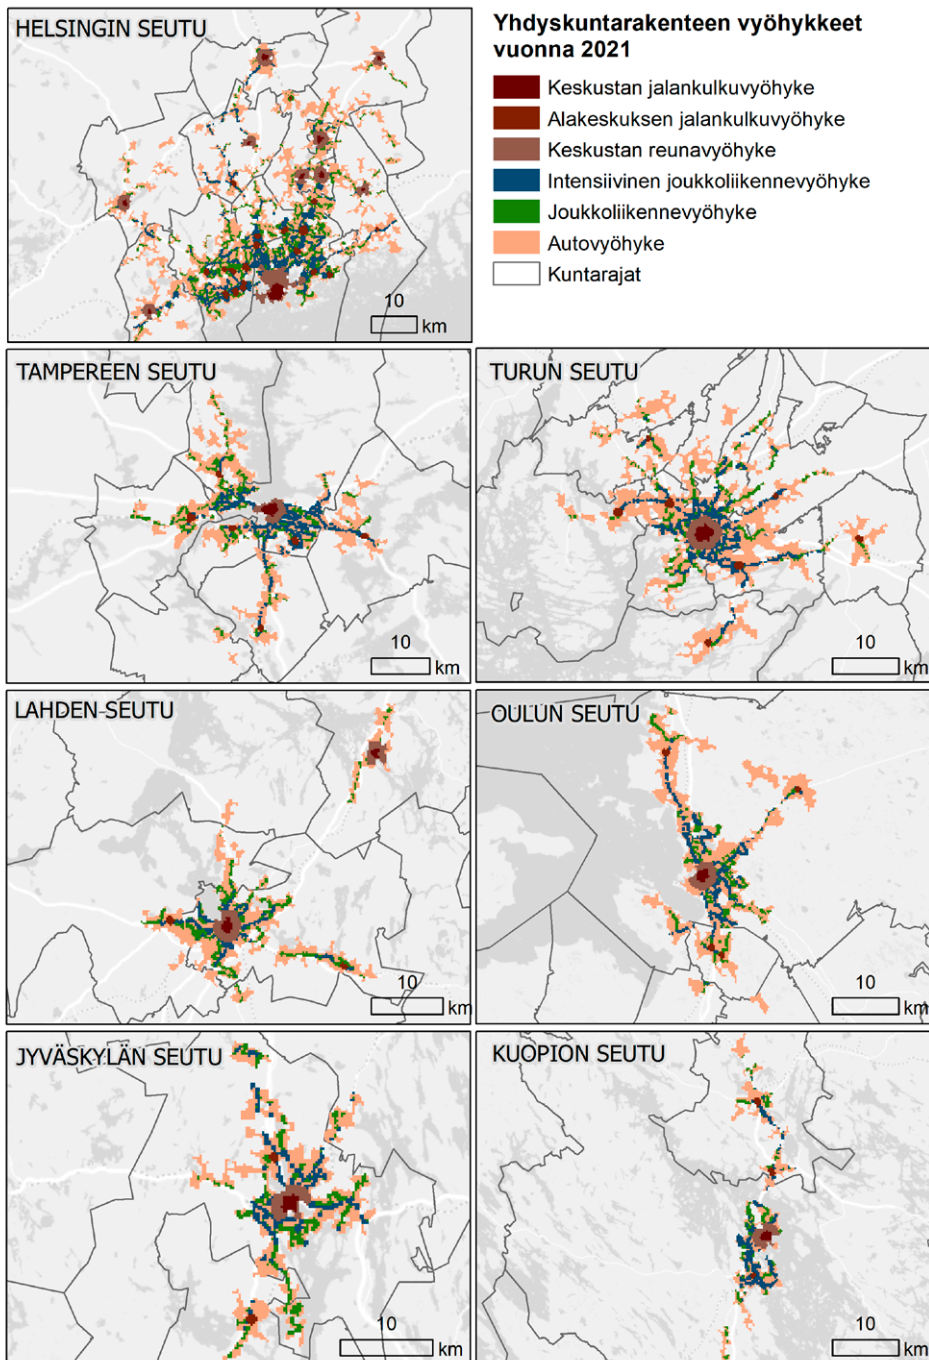 HELSINGIN SEUTU
10
km
Yhdyskuntarakenteen vyöhykkeet
vuonna 2021
Keskustan jalankulkuvyöhyke
Alakeskuksen jalankulkuvyöhyke
Keskustan reunavyöhyke
Intensiivinen joukkoliikennevyöhyke
Joukkoliikennevyöhyke
Autovyöhyke
Kuntarajat
TAMPEREEN SEUTU
10
km
TURUN SEUTU
10
km
LAHDEN SEUTU
10
km
OULUN SEUTU
10
km
JYVÄSKYLÄN SEUTU
10
km
KUOPION SEUTU
10
km